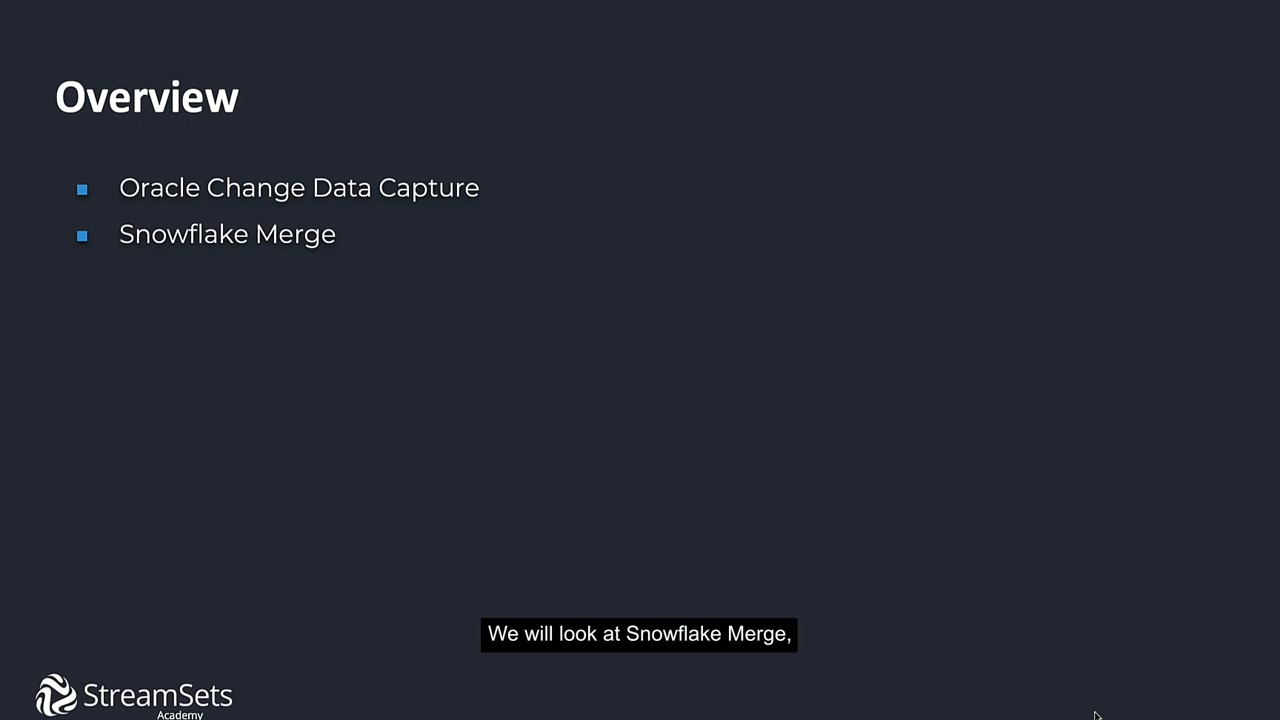 Overview
Oracle Change Data Capture
Snowflake Merge
We will look at Snowflake Merge,
StreamSets
Academy